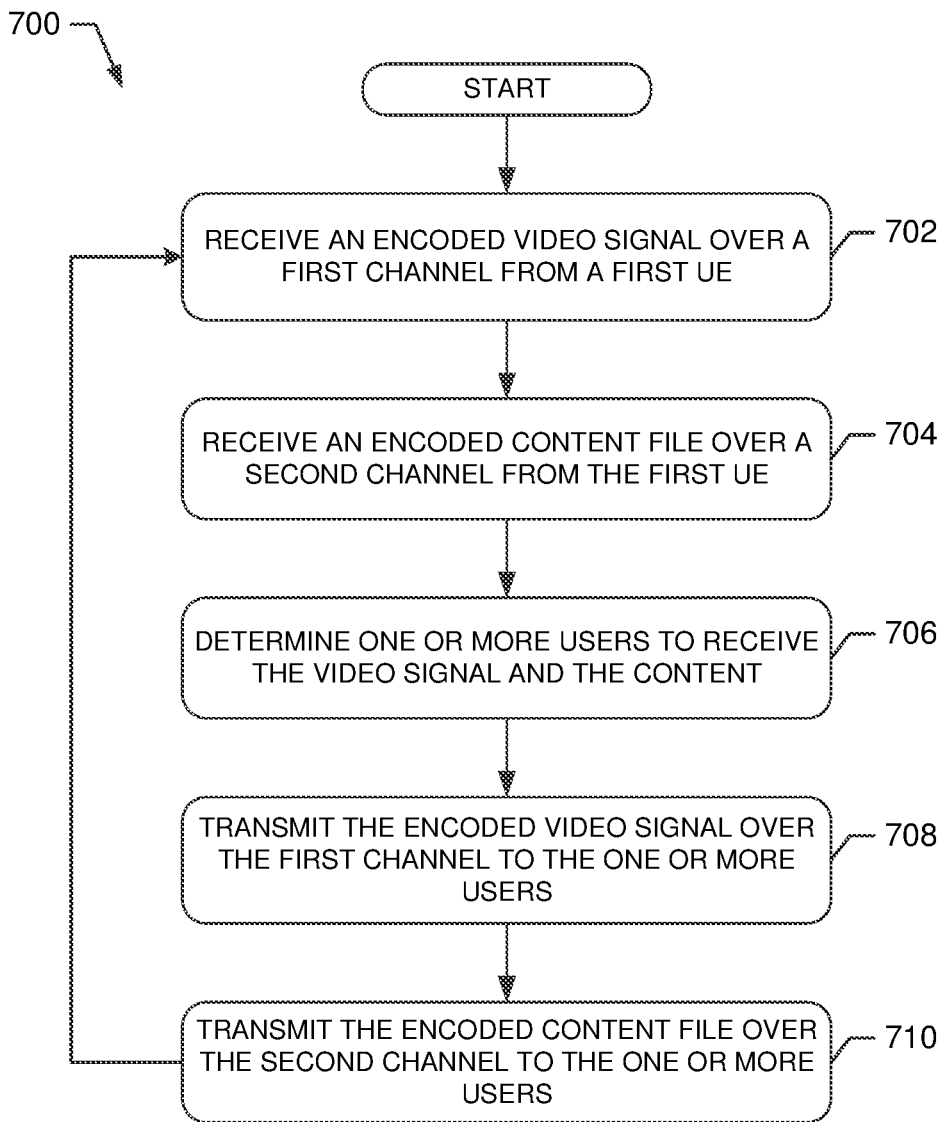 700
START
RECEIVE AN ENCODED VIDEO SIGNAL OVER A
FIRST CHANNEL FROM A FIRST UE
702
RECEIVE AN ENCODED CONTENT FILE OVER A
SECOND CHANNEL FROM THE FIRST UE
704
DETERMINE ONE OR MORE USERS TO RECEIVE
THE VIDEO SIGNAL AND THE CONTENT
706
TRANSMIT THE ENCODED VIDEO SIGNAL OVER
THE FIRST CHANNEL TO THE ONE OR MORE
USERS
708
TRANSMIT THE ENCODED CONTENT FILE OVER
THE SECOND CHANNEL TO THE ONE OR MORE
USERS
710